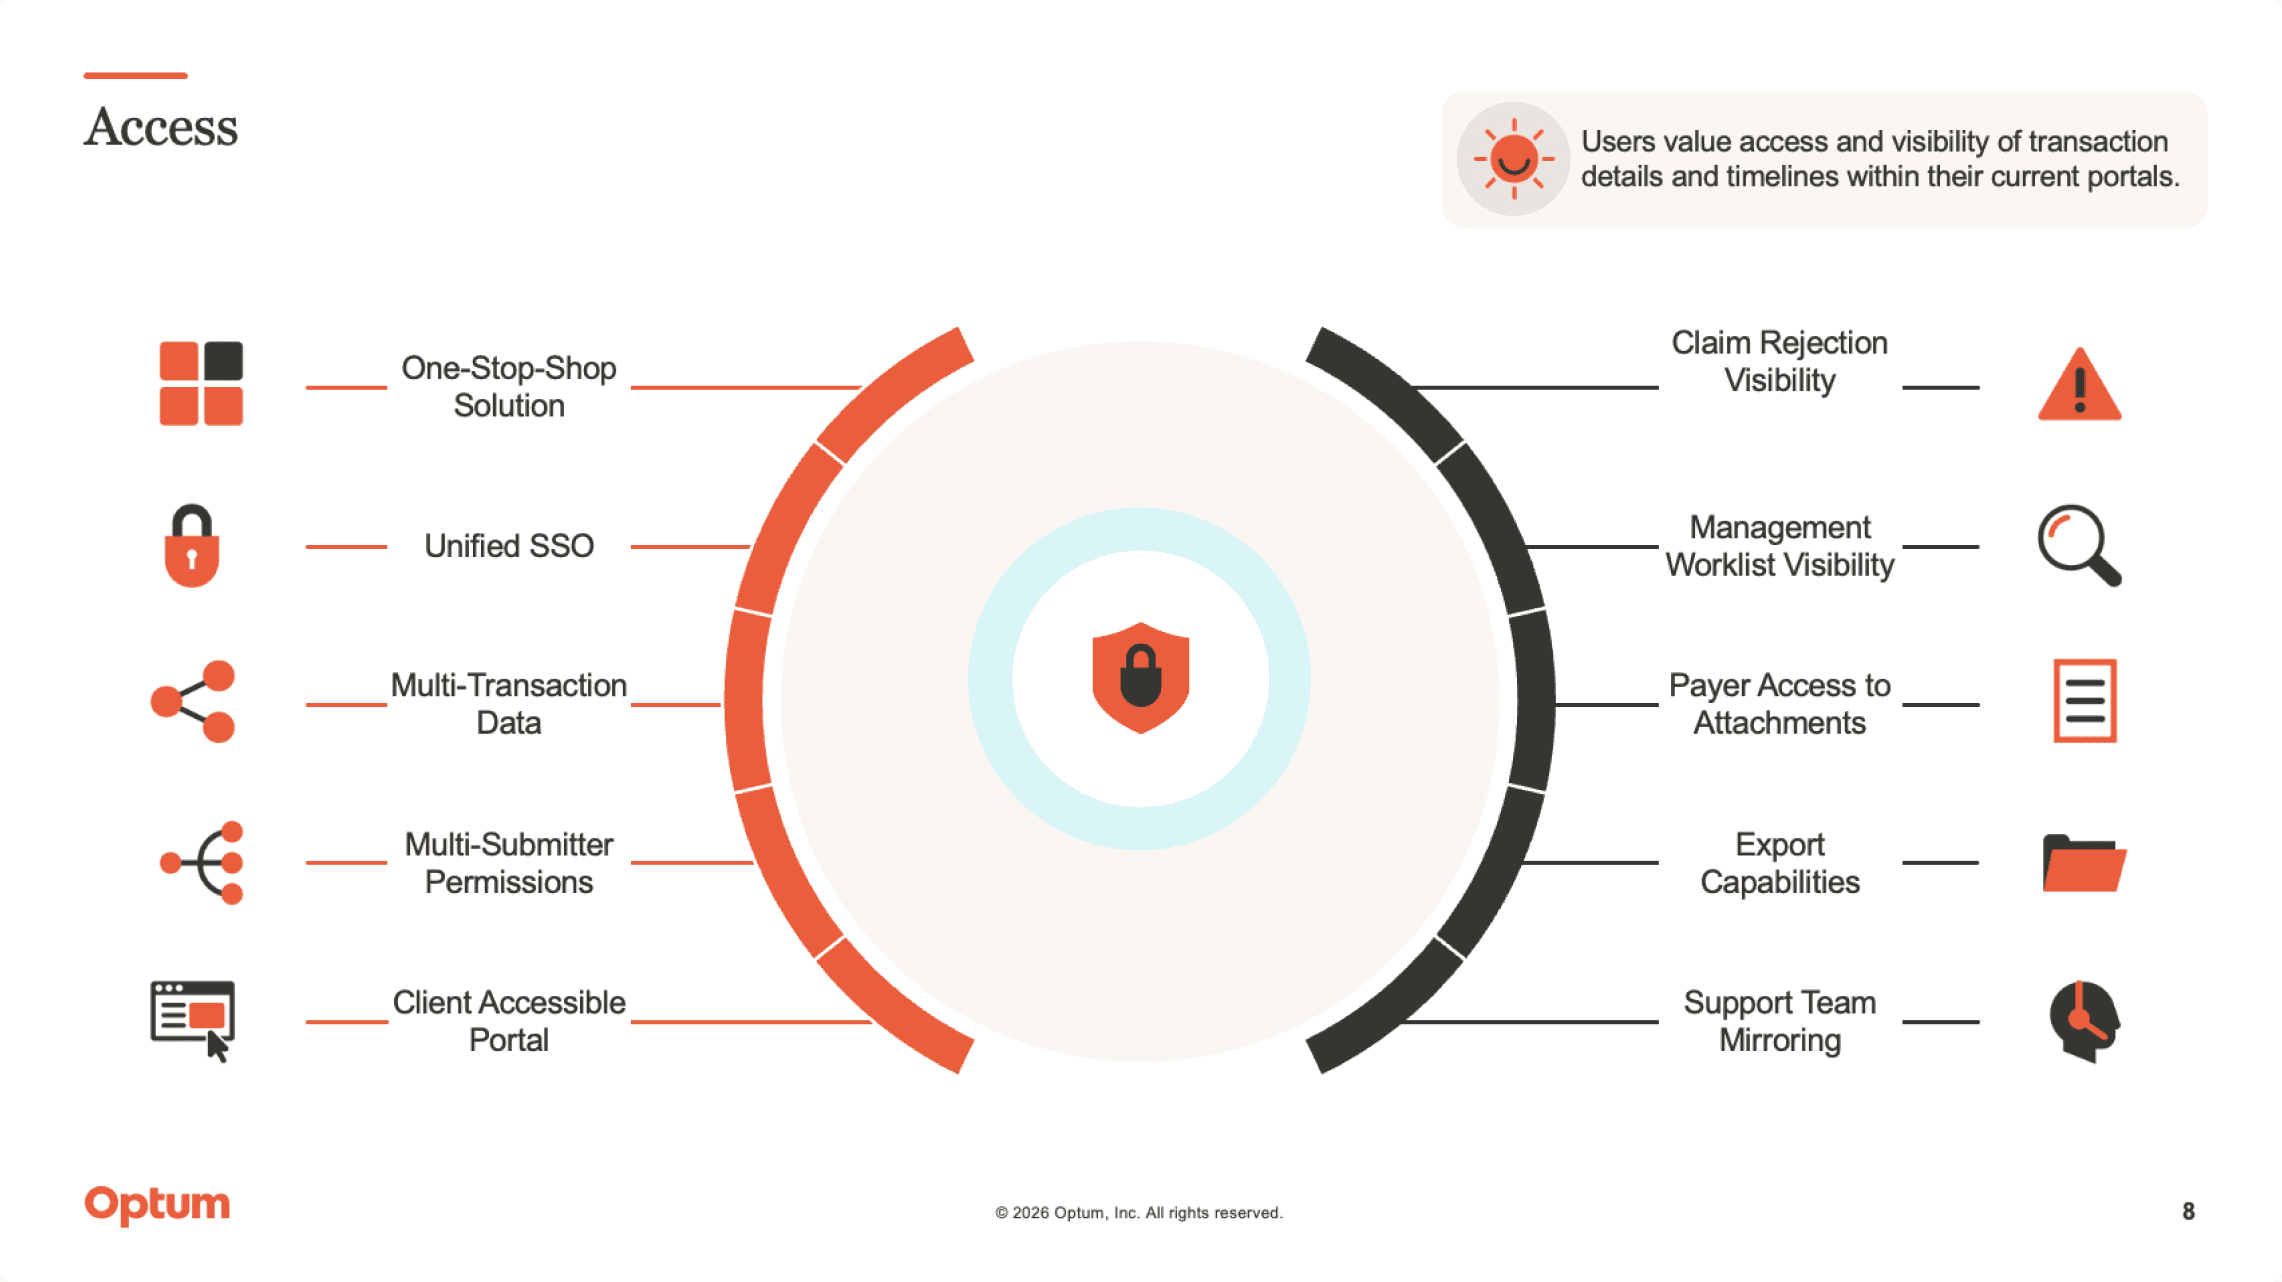 Access
Users value access and visibility of transaction
details and timelines within their current portals.
One-Stop-Shop
Solution
Unified SSO
Multi-Transaction
Data
Multi-Submitter
Permissions
Client Accessible
Portal
Claim Rejection
Visibility
Management
Worklist Visibility
Payer Access to
Attachments
Export
Capabilities
Support Team
Mirroring
Optum
© 2026 Optum, Inc. All rights reserved.
8